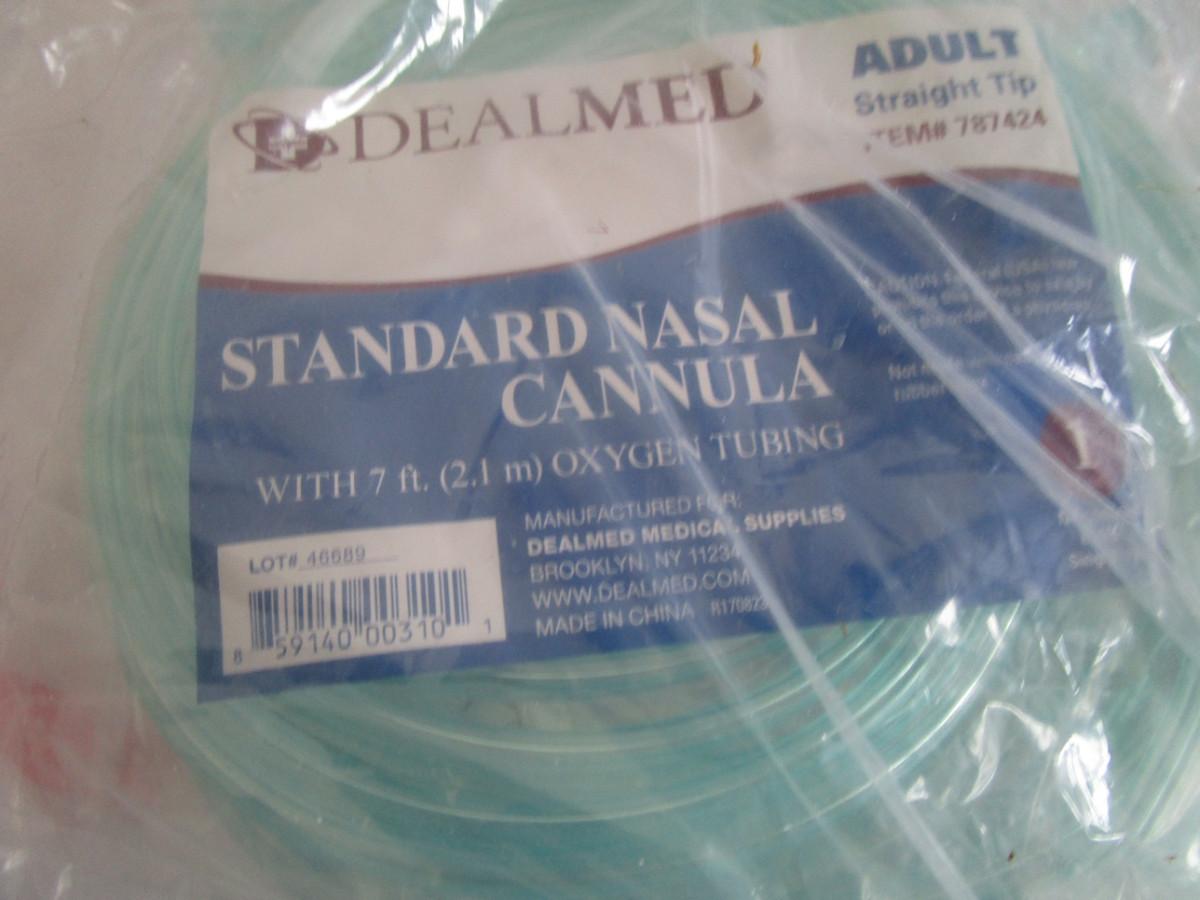 DEALMED
ADULT
Straight Tip
ITEM# 787424
STANDARD NASAL
CANNULA
WITH 7 ft. (2.1 m) OXYGEN TUBING
LOT# 46689
8 59140 00310 1
MANUFACTURED FOR:
DEALMED MEDICAL SUPPLIES
BROOKLYN, NY 11234
WWW.DEALMED.COM
MADE IN CHINA